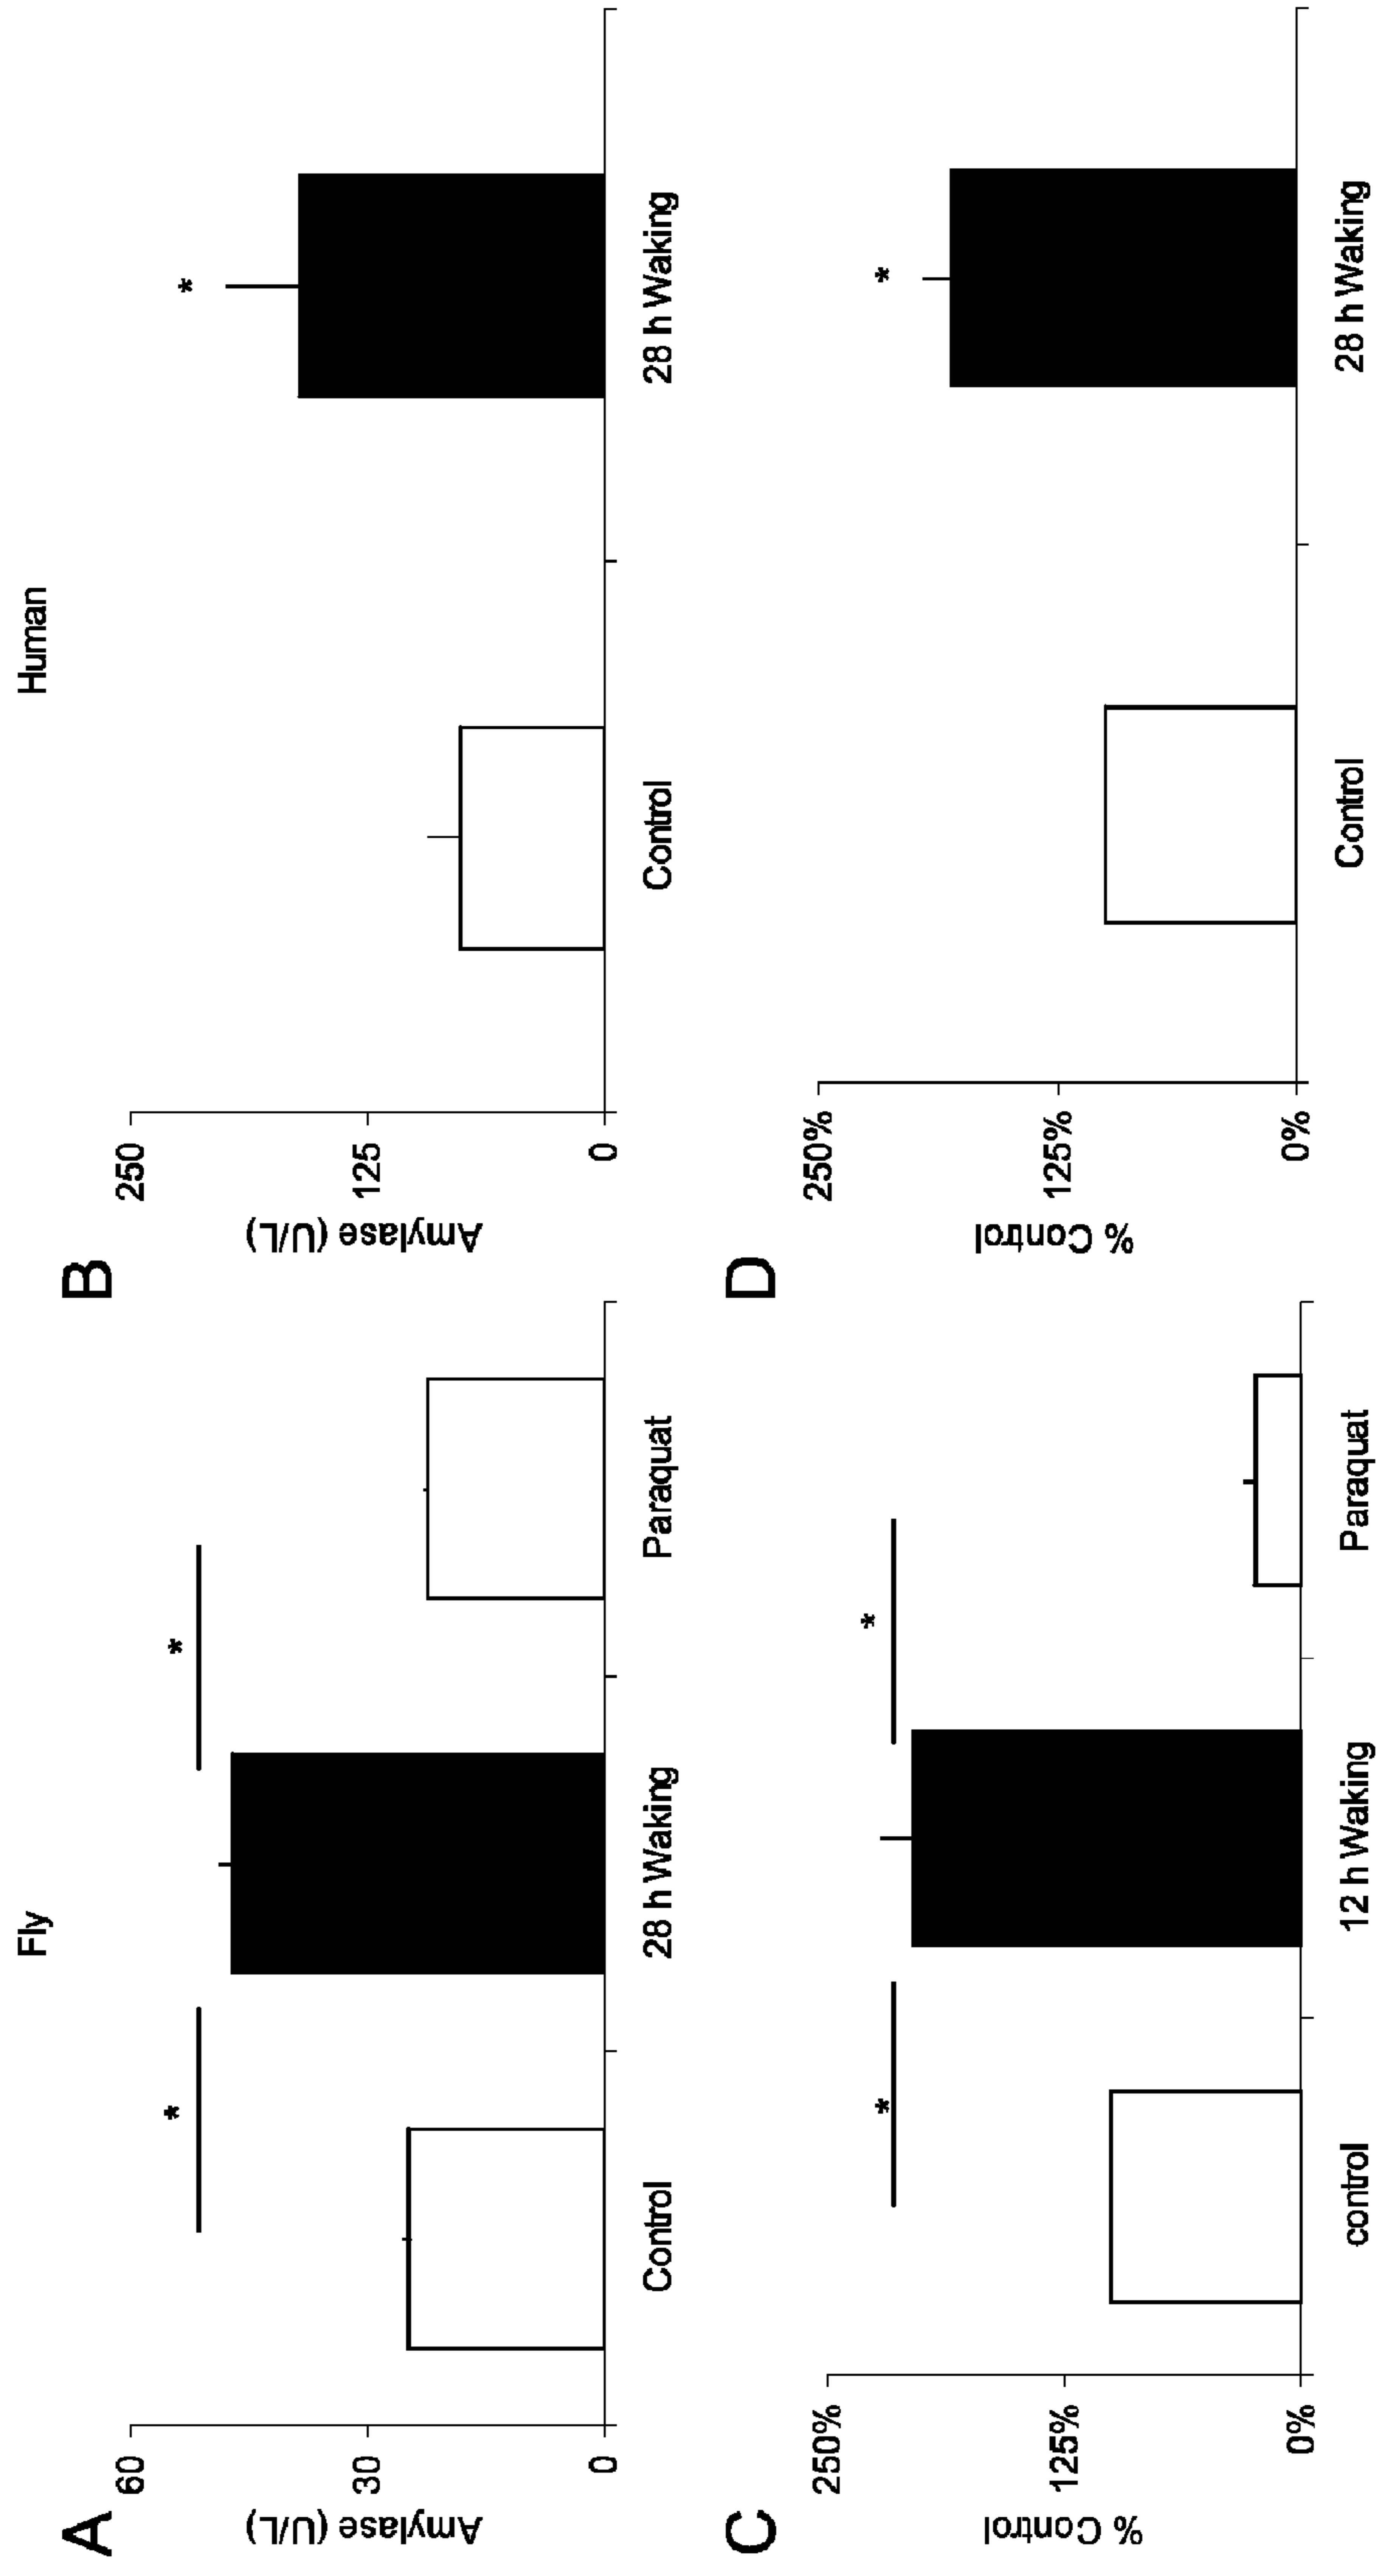 Fly
Human
A
Amylase (U/L)
60
30
0
*
*
Control
28 h Waking
Paraquat
B
Amylase (U/L)
250
125
0
*
Control
28 h Waking
C
% Control
250%
125%
0%
*
*
control
12 h Waking
Paraquat
D
% Control
250%
125%
0%
*
Control
28 h Waking